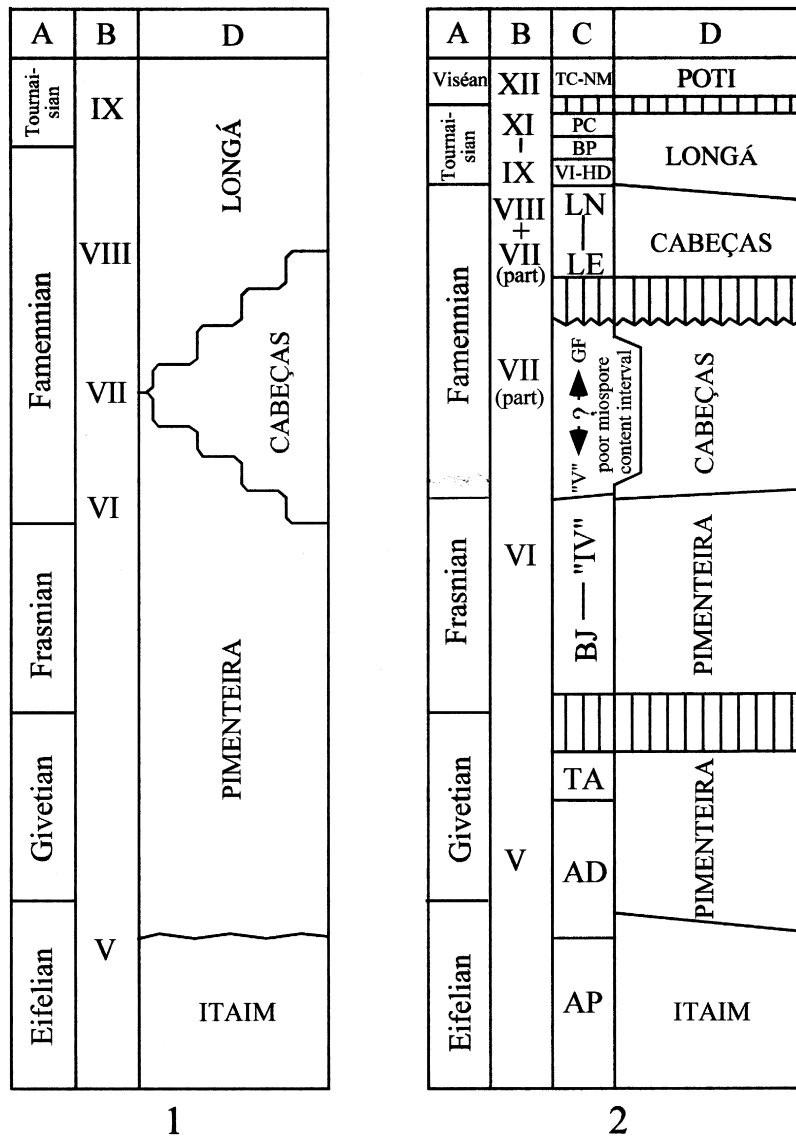 A B D
Tournai-
sian
IX
LONGÁ
VIII
Famennian
VII
CABEÇAS
VI
Frasnian
PIMENTEIRA
Givetian
V
Eifelian
ITAIM
1
A B C D
Viséan
XII
TC-NM
POTI
Tournai-
sian
XI
IX
PC
BP
VI-HD
LONGÁ
Famennian
VIII
+
VII
(part)
LN
LE
CABEÇAS
VII
(part)
"V" ? GF
poor miospore
content interval
CABEÇAS
Frasnian
VI
BJ — "IV"
PIMENTEIRA
Givetian
V
TA
AD
PIMENTEIRA
Eifelian
AP
ITAIM
2